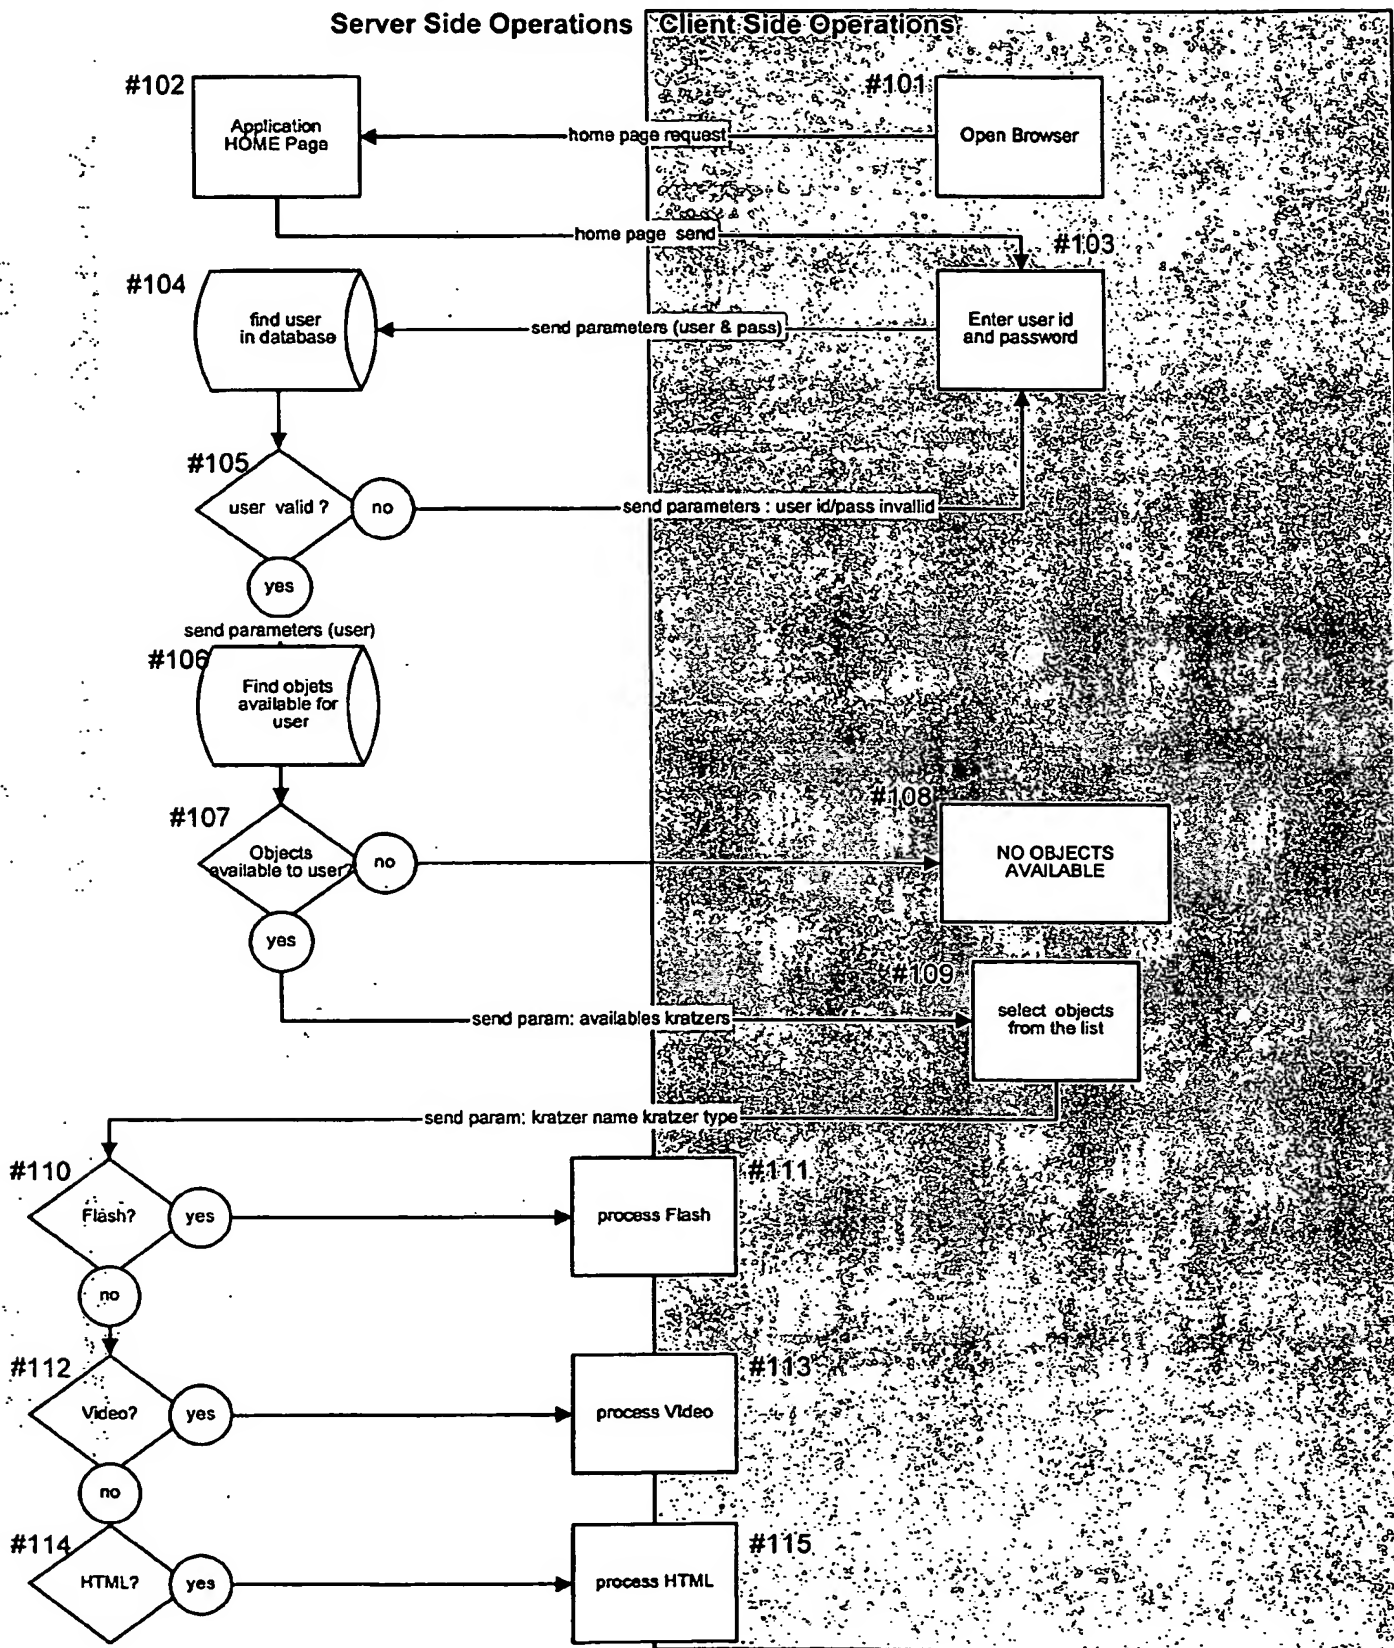 Server Side Operations
Client Side Operations
#102
#101
Application
HOME Page
home page request
Open Browser
home page send
#103
#104
find user
in database
send parameters (user & pass)
Enter user id
and password
#105
user valid ?
no
send parameters : user id/pass invallid
yes
send parameters (user)
#106
Find objets
available for
user
#107
#108
Objects
available to user?
no
NO OBJECTS
AVAILABLE
yes
#109
select objects
from the list
send param: availables kratzers
send param: kratzer name kratzer type
#110
#111
Flash?
yes
process Flash
no
#112
#113
Video?
yes
process Video
no
#114
#115
HTML?
yes
process HTML